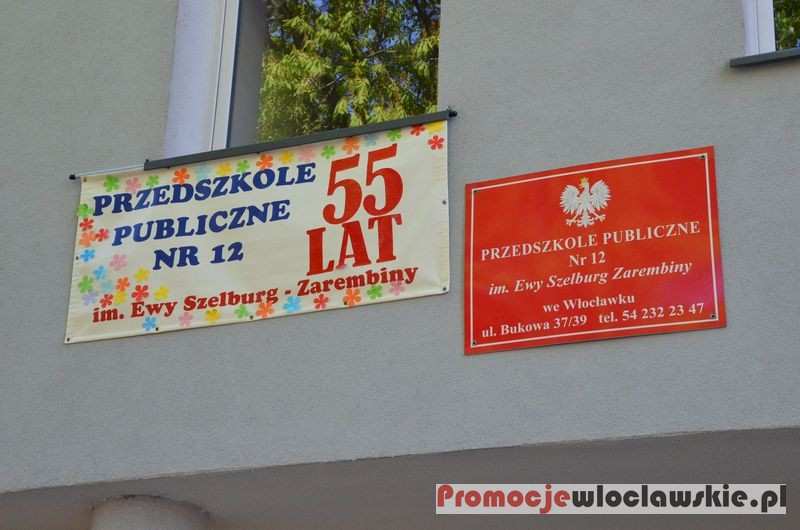 PRZEDSZKOLE
PUBLICZNE
NR 12
55
LAT
im. Ewy Szelburg - Zarembiny
PRZEDSZKOLE PUBLICZNE
Nr 12
im. Ewy Szelburg Zarembiny
we Włocławku
ul. Bukowa 37/39 tel. 54 232 23 47
Promocjewloclawskie.pl